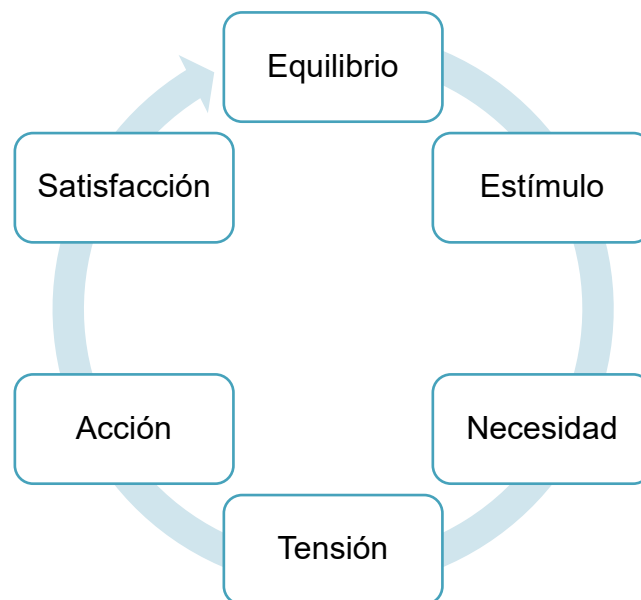 Equilibrio
Estímulo
Necesidad
Tensión
Acción
Satisfacción